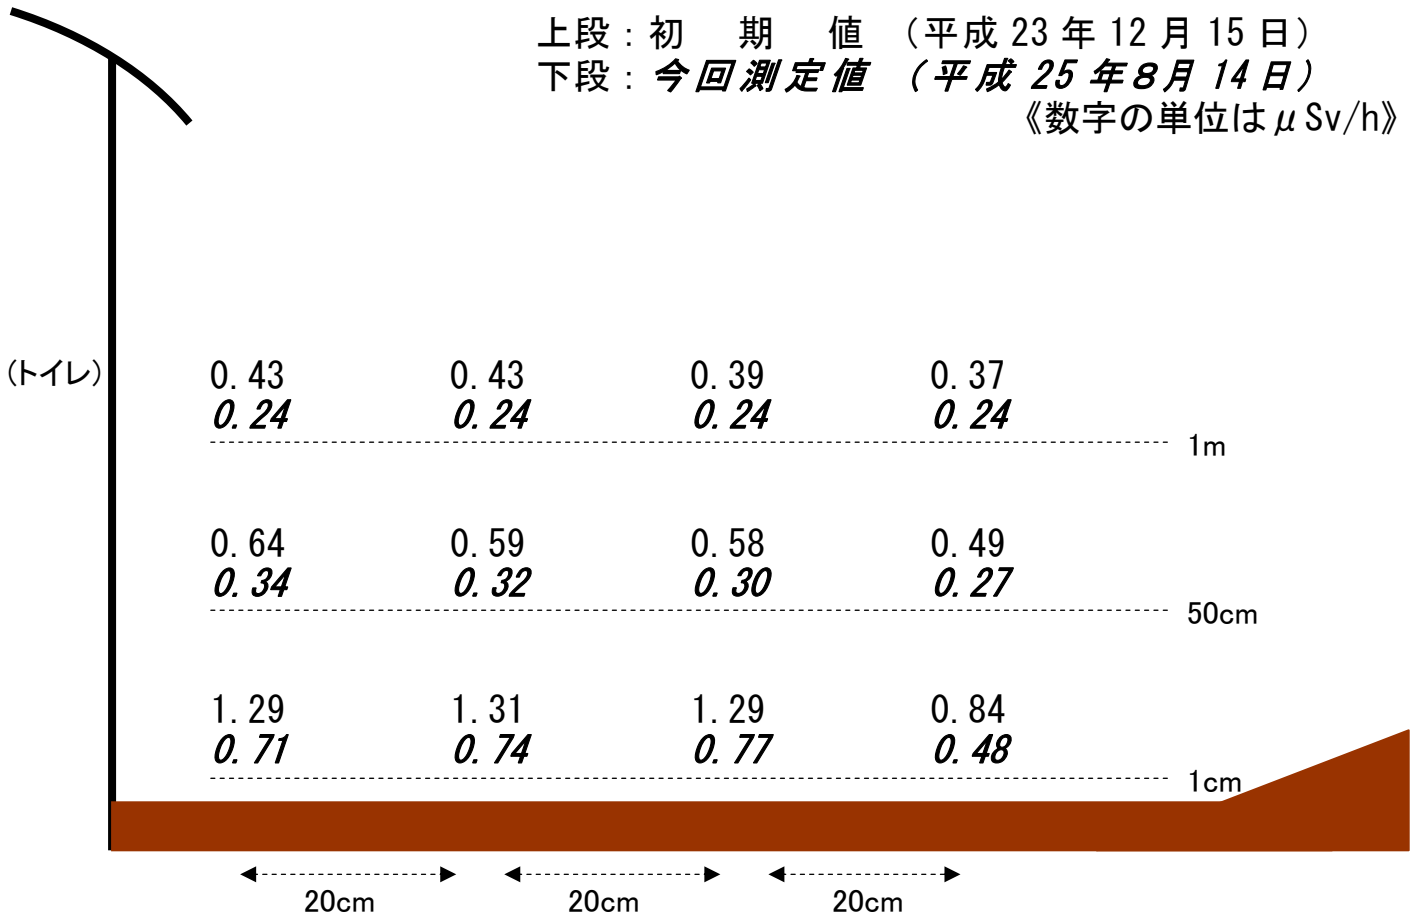 上段：初　期　値　（平成 23 年 12 月 15 日）
下段：今回測定値　（平成 25 年８月 14 日）
《数字の単位はμSv/h》
（トイレ）
0.43 0.43 0.39 0.37
0.24 0.24 0.24 0.24
1m
0.64 0.59 0.58 0.49
0.34 0.32 0.30 0.27
50cm
1.29 1.31 1.29 0.84
0.71 0.74 0.77 0.48
1cm
20cm 20cm 20cm